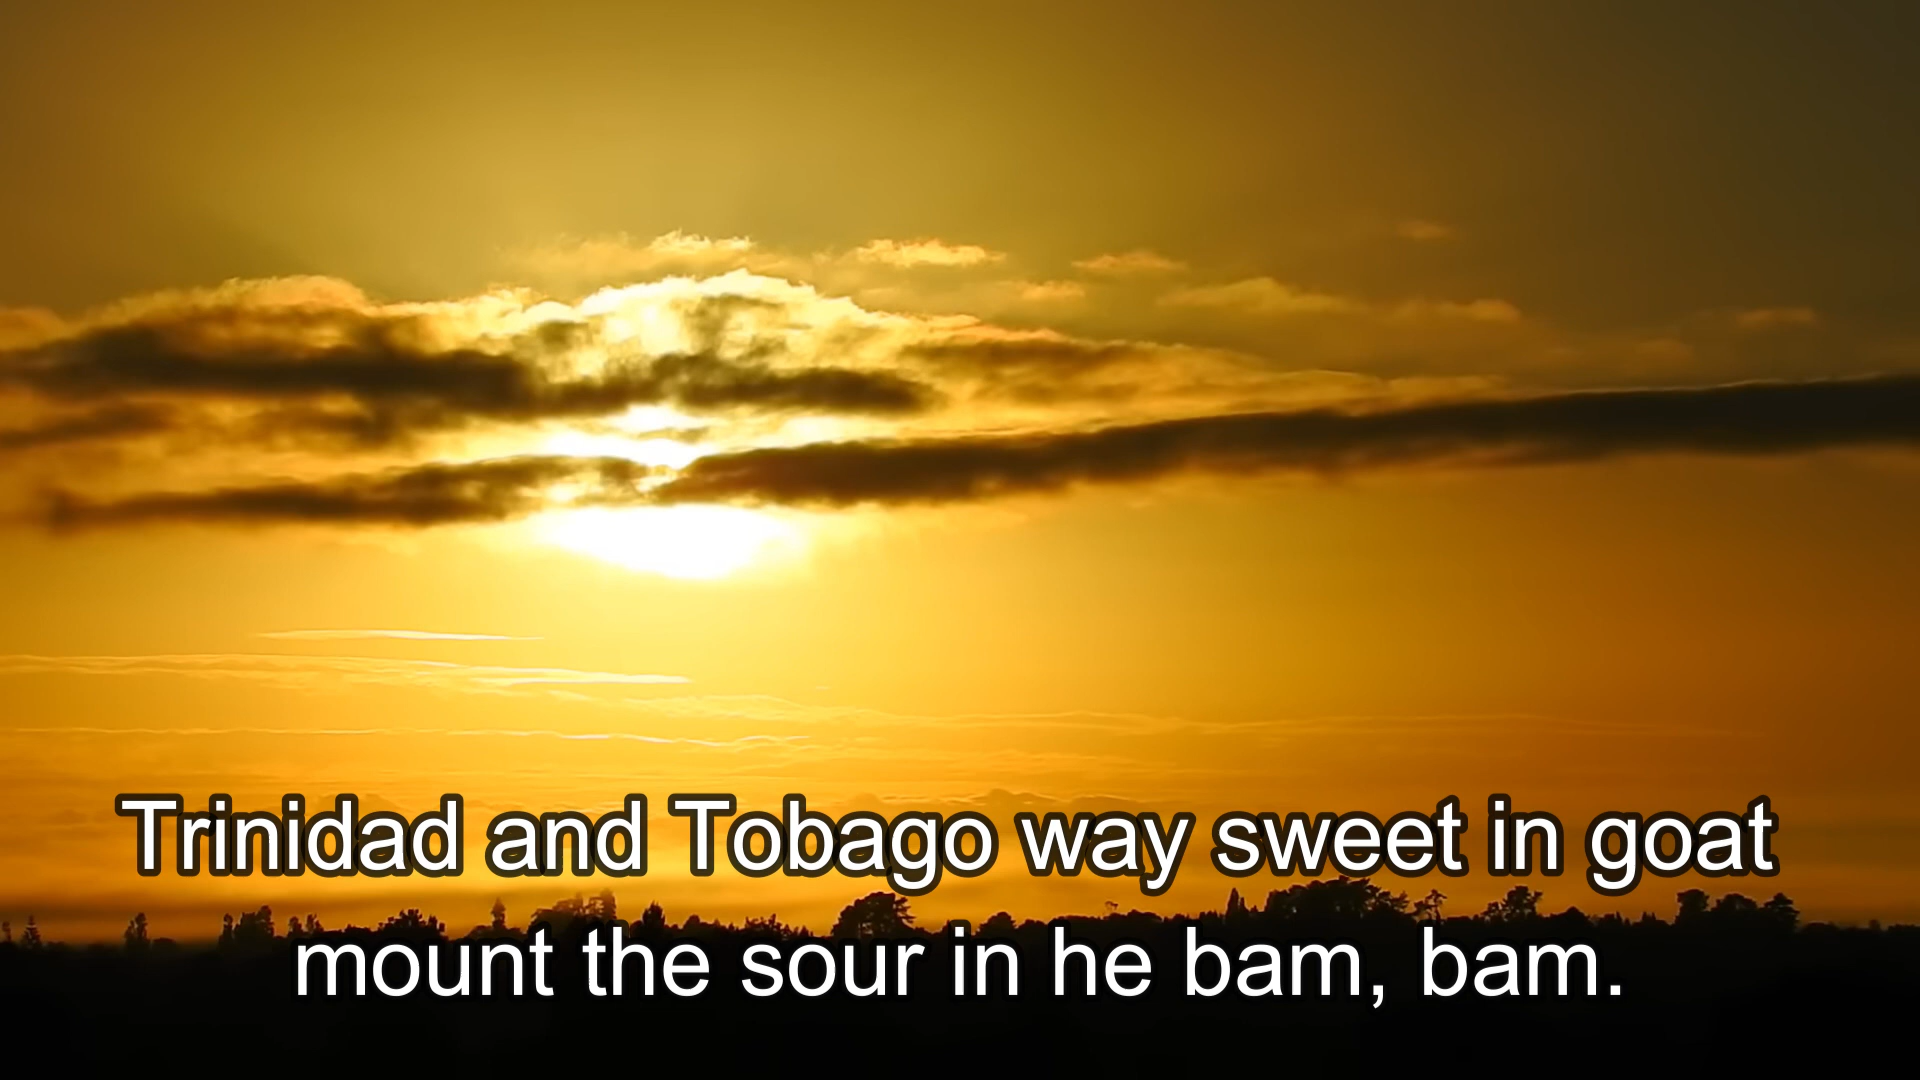 Trinidad and Tobago way sweet in goat
mount the sour in he bam, bam.